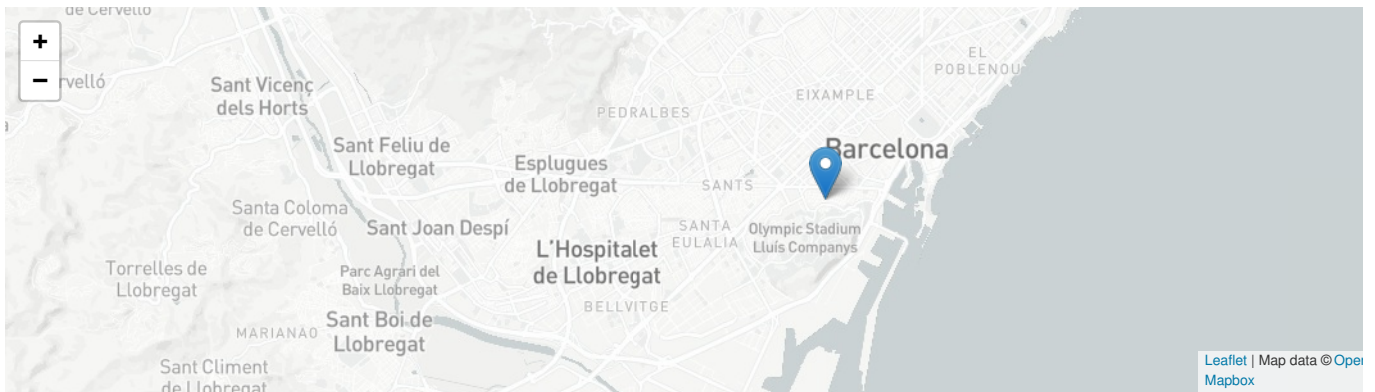 de Cervelló
+
−
rvelló
Sant Vicenç
dels Horts
EL
POBLENOU
EIXAMPLE
PEDRALBES
Sant Feliu de
Llobregat
Barcelona
Esplugues
de Llobregat
SANTS
Santa Coloma
de Cervelló
Sant Joan Despí
SANTA
EULALIA
Olympic Stadium
Lluís Companys
L'Hospitalet
de Llobregat
Torrelles de
Llobregat
Parc Agrari del
Baix Llobregat
BELLVITGE
MARIANAO
Sant Boi de
Llobregat
Sant Climent
de Llobregat
Leaflet | Map data © Open
Mapbox